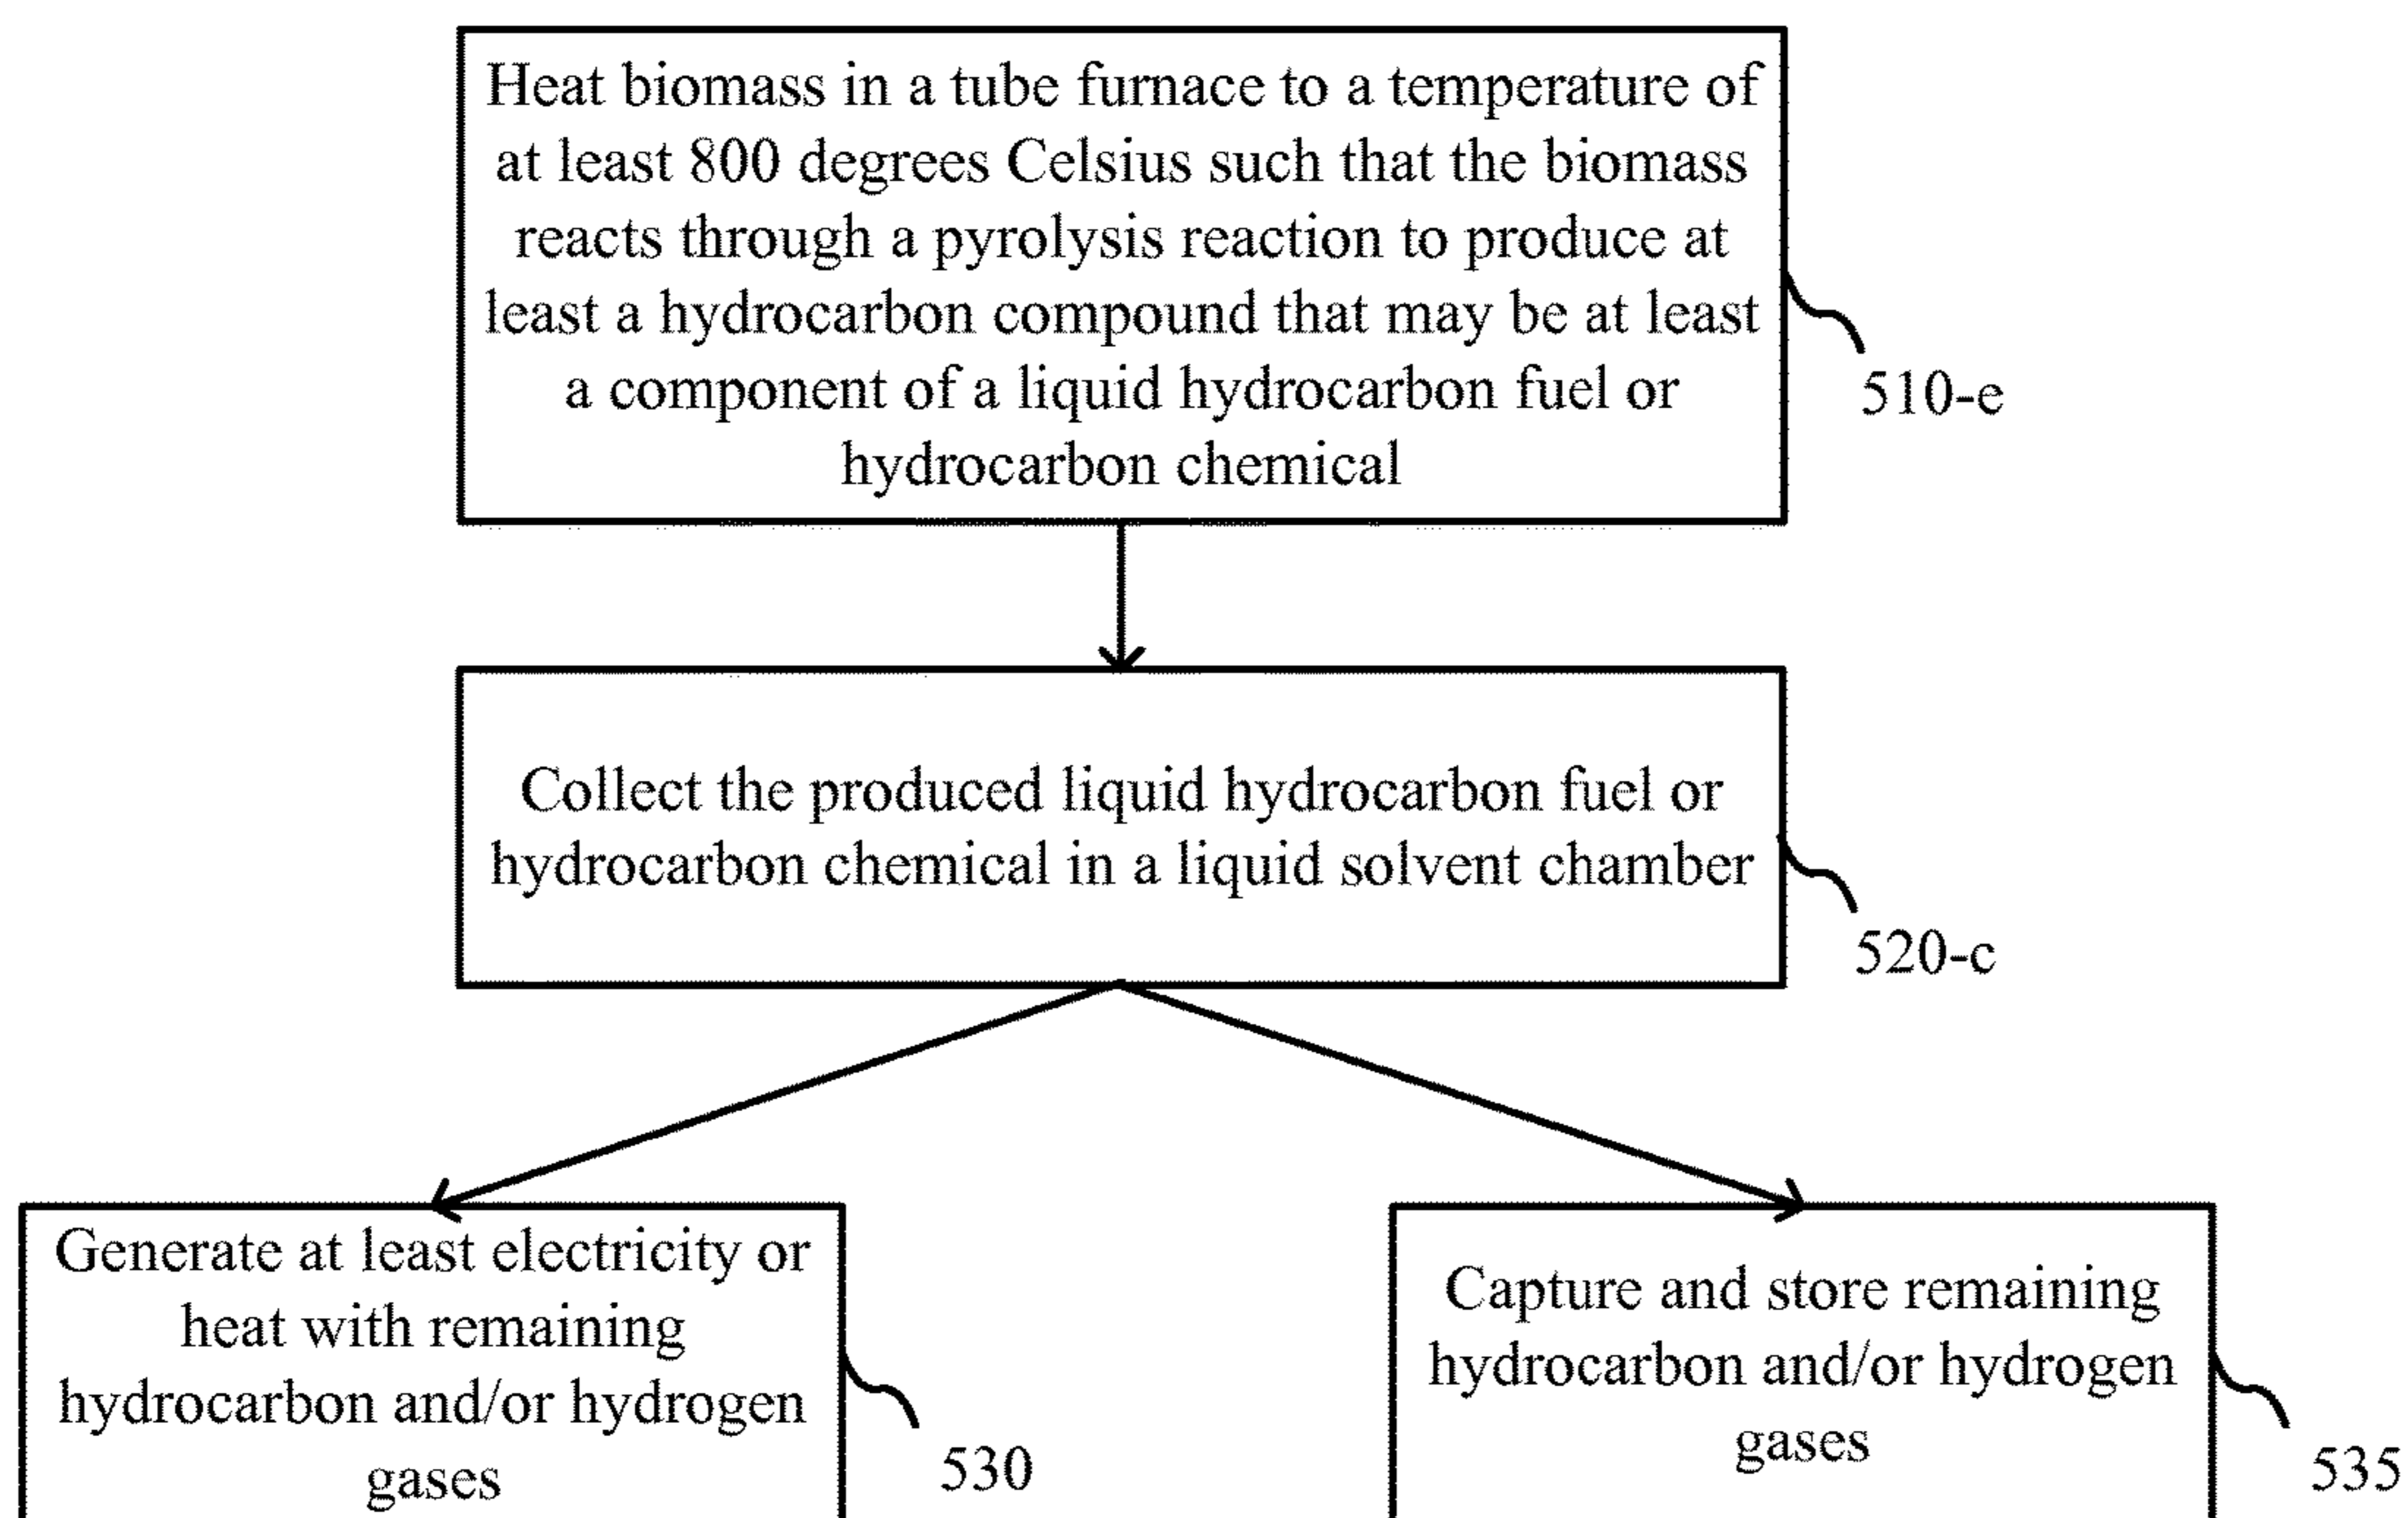 Heat biomass in a tube furnace to a temperature of
at least 800 degrees Celsius such that the biomass
reacts through a pyrolysis reaction to produce at
least a hydrocarbon compound that may be at least
a component of a liquid hydrocarbon fuel or
hydrocarbon chemical
510-e
Collect the produced liquid hydrocarbon fuel or
hydrocarbon chemical in a liquid solvent chamber
520-c
Generate at least electricity or
heat with remaining
hydrocarbon and/or hydrogen
gases
530
Capture and store remaining
hydrocarbon and/or hydrogen
gases
535